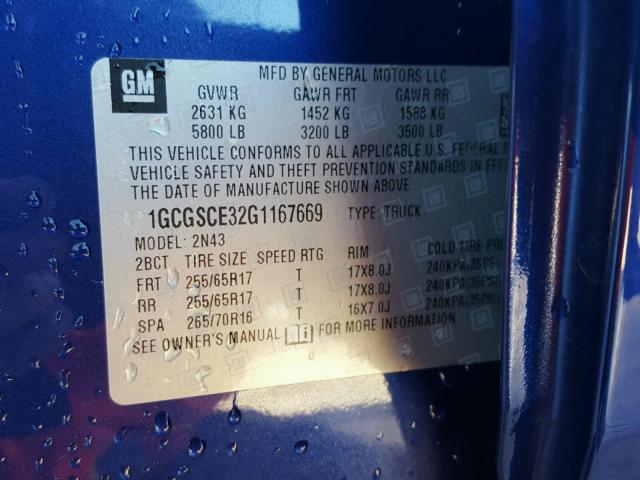 GM
MFD BY GENERAL MOTORS LLC
GVWR GAWR FRT GAWR RR
2631 KG 1452 KG 1588 KG
5800 LB 3200 LB 3500 LB
THIS VEHICLE CONFORMS TO ALL APPLICABLE U.S. FEDERAL
VEHICLE SAFETY AND THEFT PREVENTION STANDARDS IN
THE DATE OF MANUFACTURE SHOWN ABOVE
1GCGSCE32G1167669 TYPE: TRUCK
MODEL: 2N43
2BCT TIRE SIZE SPEED RTG RIM COLD TIRE
FRT 255/65R17 T 17X8.0J 240KPA(35PSI
RR 255/65R17 T 17X8.0J 240KPA(35PSI
SPA 265/70R16 T 16X7.0J 240KPA(35PSI
SEE OWNER'S MANUAL FOR MORE INFORMATION